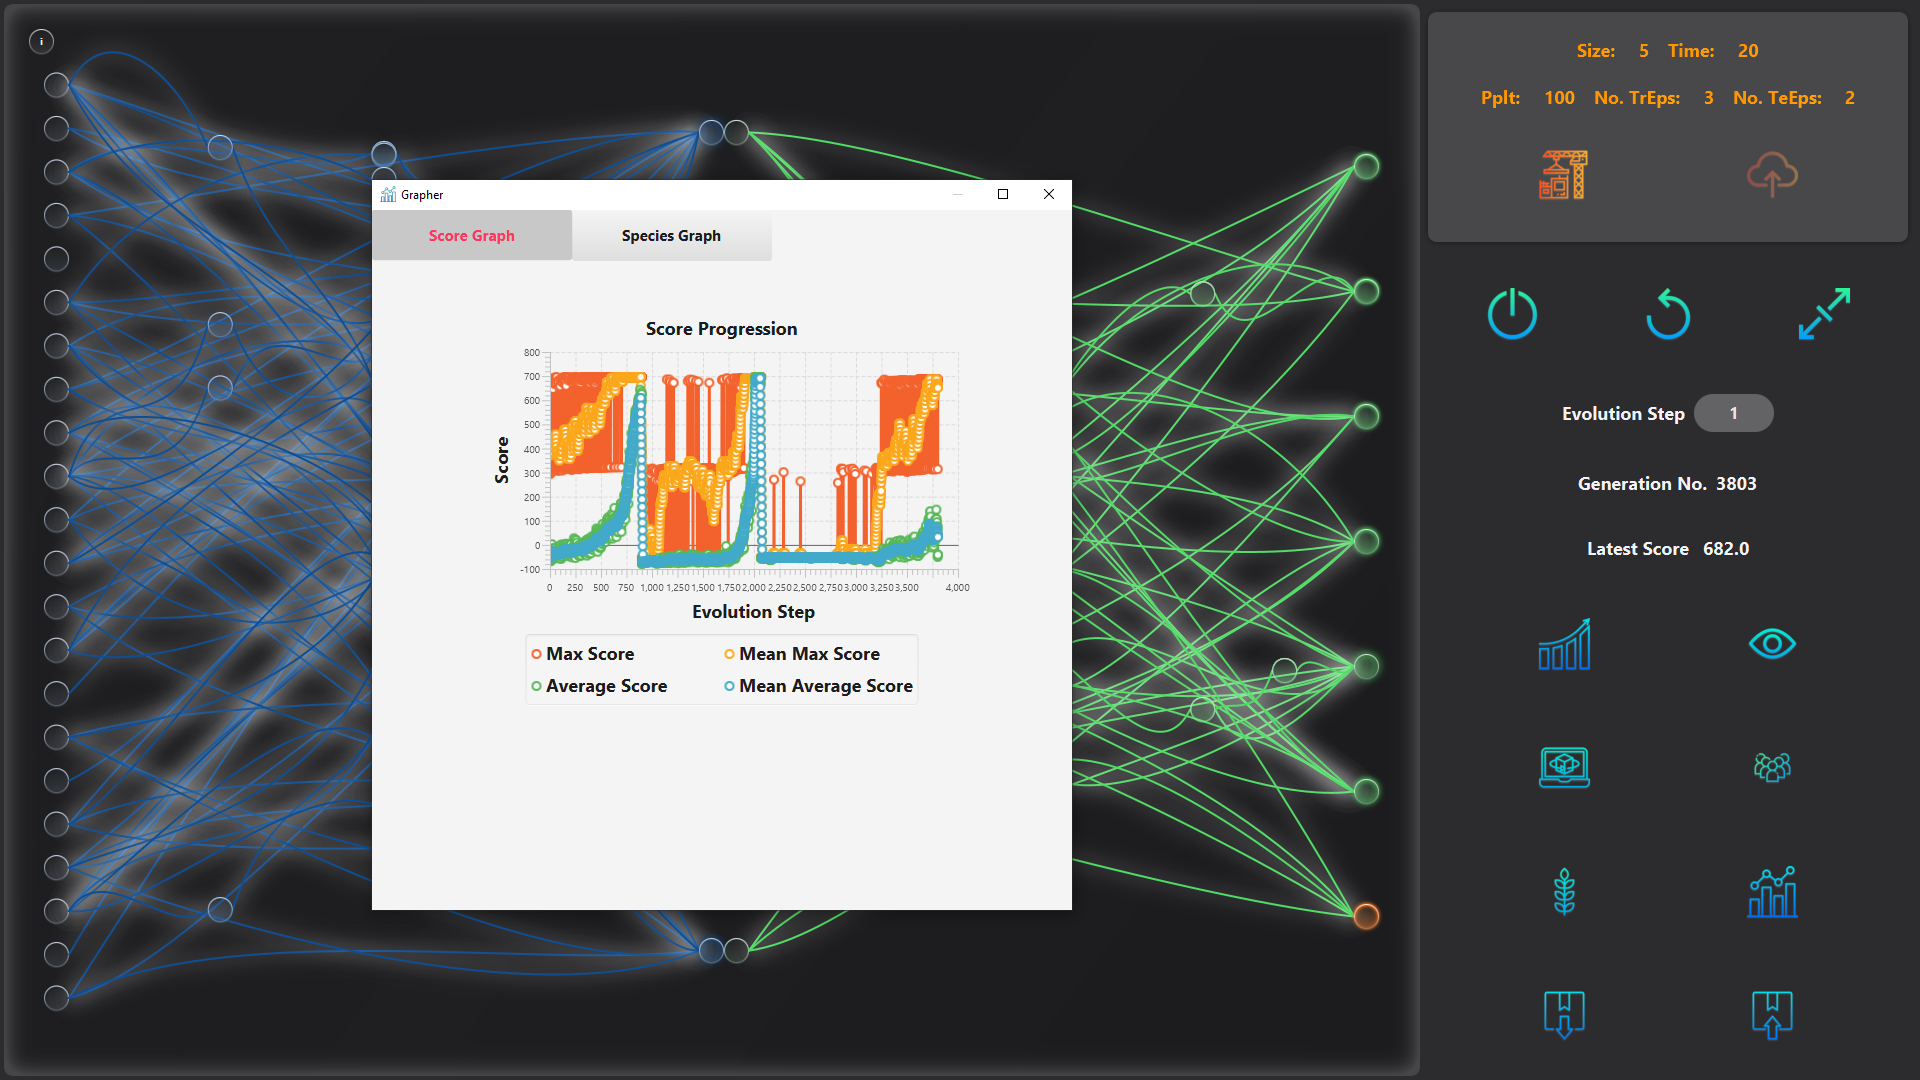 i
Size: 5 Time: 20
Pplt: 100 No. TrEps: 3 No. TeEps: 2
Grapher
Score Graph Species Graph
Score Progression
800
700
600
500
400
300
200
100
0
-100
Score
0 250 500 750 1,000 1,250 1,500 1,750 2,000 2,250 2,500 2,750 3,000 3,250 3,500 4,000
Evolution Step
Max Score Mean Max Score
Average Score Mean Average Score
Evolution Step 1
Generation No. 3803
Latest Score 682.0